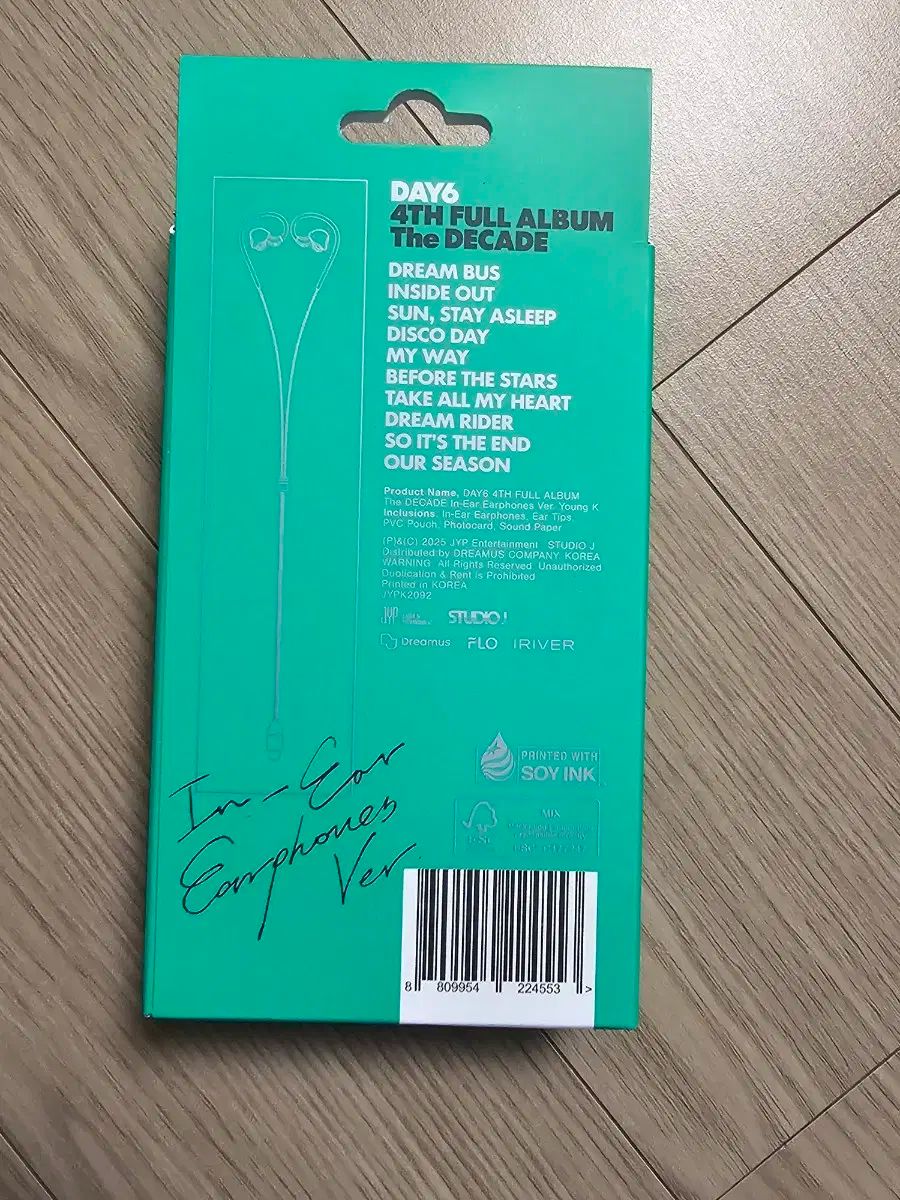 DAY6
4TH FULL ALBUM
The DECADE
DREAM BUS
INSIDE OUT
SUN, STAY ASLEEP
DISCO DAY
MY WAY
BEFORE THE STARS
TAKE ALL MY HEART
DREAM RIDER
SO IT'S THE END
OUR SEASON
Product Name. DAY6 4TH FULL ALBUM
The DECADE In-Ear Earphones Ver. Young K
Inclusions. In-Ear Earphones, Ear Tips,
PVC Pouch, Photocard, Sound Paper
(P)&(C) 2025 JYP Entertainment STUDIO J
Distributed by DREAMUS COMPANY. KOREA
WARNING: All Rights Reserved. Unauthorized
Duplication & Rent is Prohibited
Printed in KOREA
JYPK2092
JYP STUDIO J
Dreamus FLO IRIVER
PRINTED WITH
SOY INK
FSC MIX
In-Ear
Earphones
Ver.
8 809954 224553 >